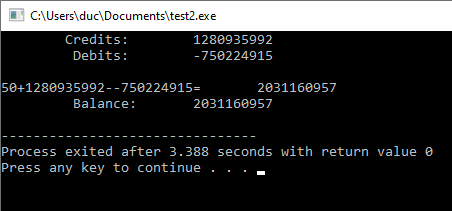 C:\Users\duc\Documents\test2.exe
Credits: 1280935992
Debits: -750224915
50+1280935992--750224915= 2031160957
Balance: 2031160957
--------------------------------
Process exited after 3.388 seconds with return value 0
Press any key to continue . . .